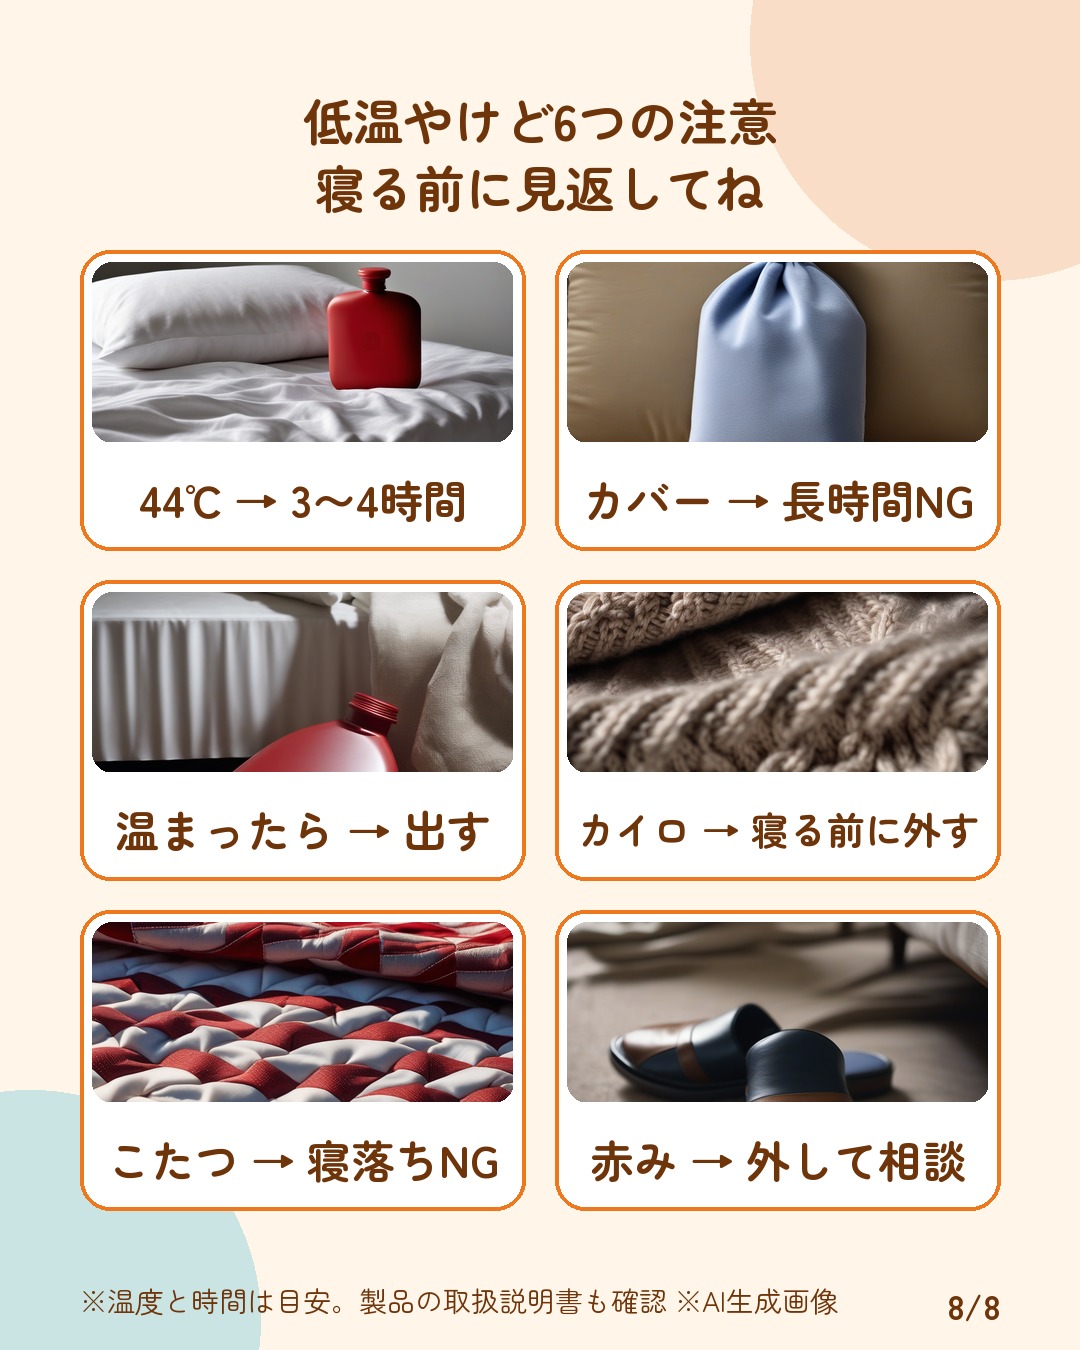 低温やけど6つの注意
寝る前に見返してね
44℃ → 3〜4時間
カバー → 長時間NG
温まったら → 出す
カイロ → 寝る前に外す
こたつ → 寝落ちNG
赤み → 外して相談
※温度と時間は目安。製品の取扱説明書も確認 ※AI生成画像
8/8